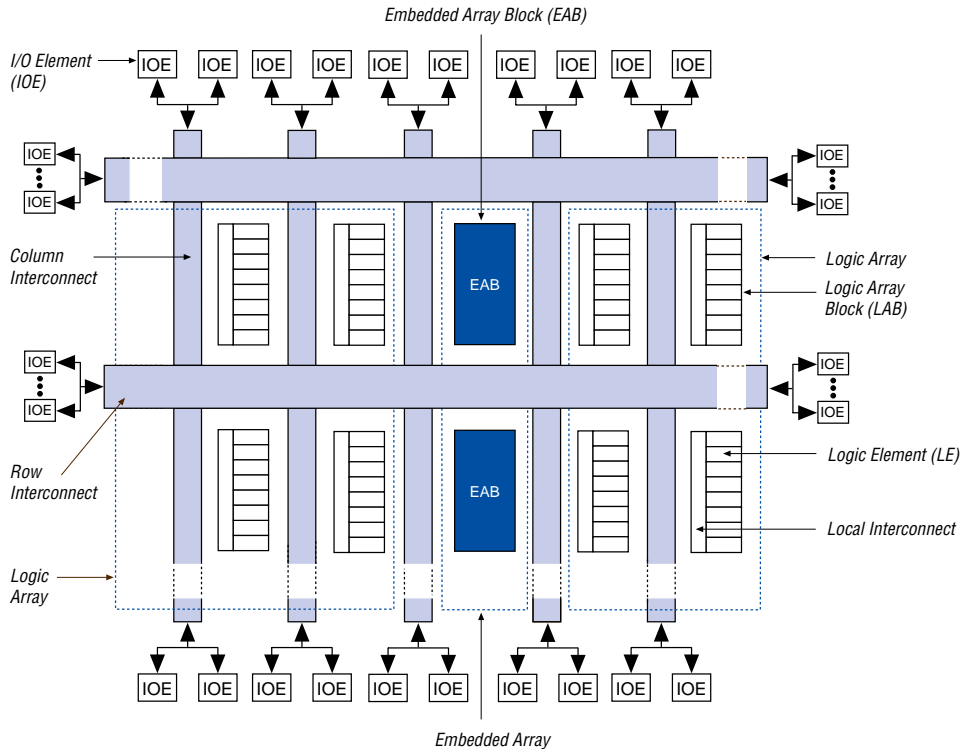 Embedded Array Block (EAB)
I/O Element
(IOE)
IOE IOE IOE IOE IOE IOE IOE IOE IOE IOE
IOE
IOE
IOE
IOE
Column
Interconnect
EAB
Logic Array
Logic Array
Block (LAB)
IOE
IOE
IOE
IOE
Row
Interconnect
EAB
Logic Element (LE)
Local Interconnect
Logic
Array
IOE IOE IOE IOE IOE IOE IOE IOE IOE IOE
Embedded Array